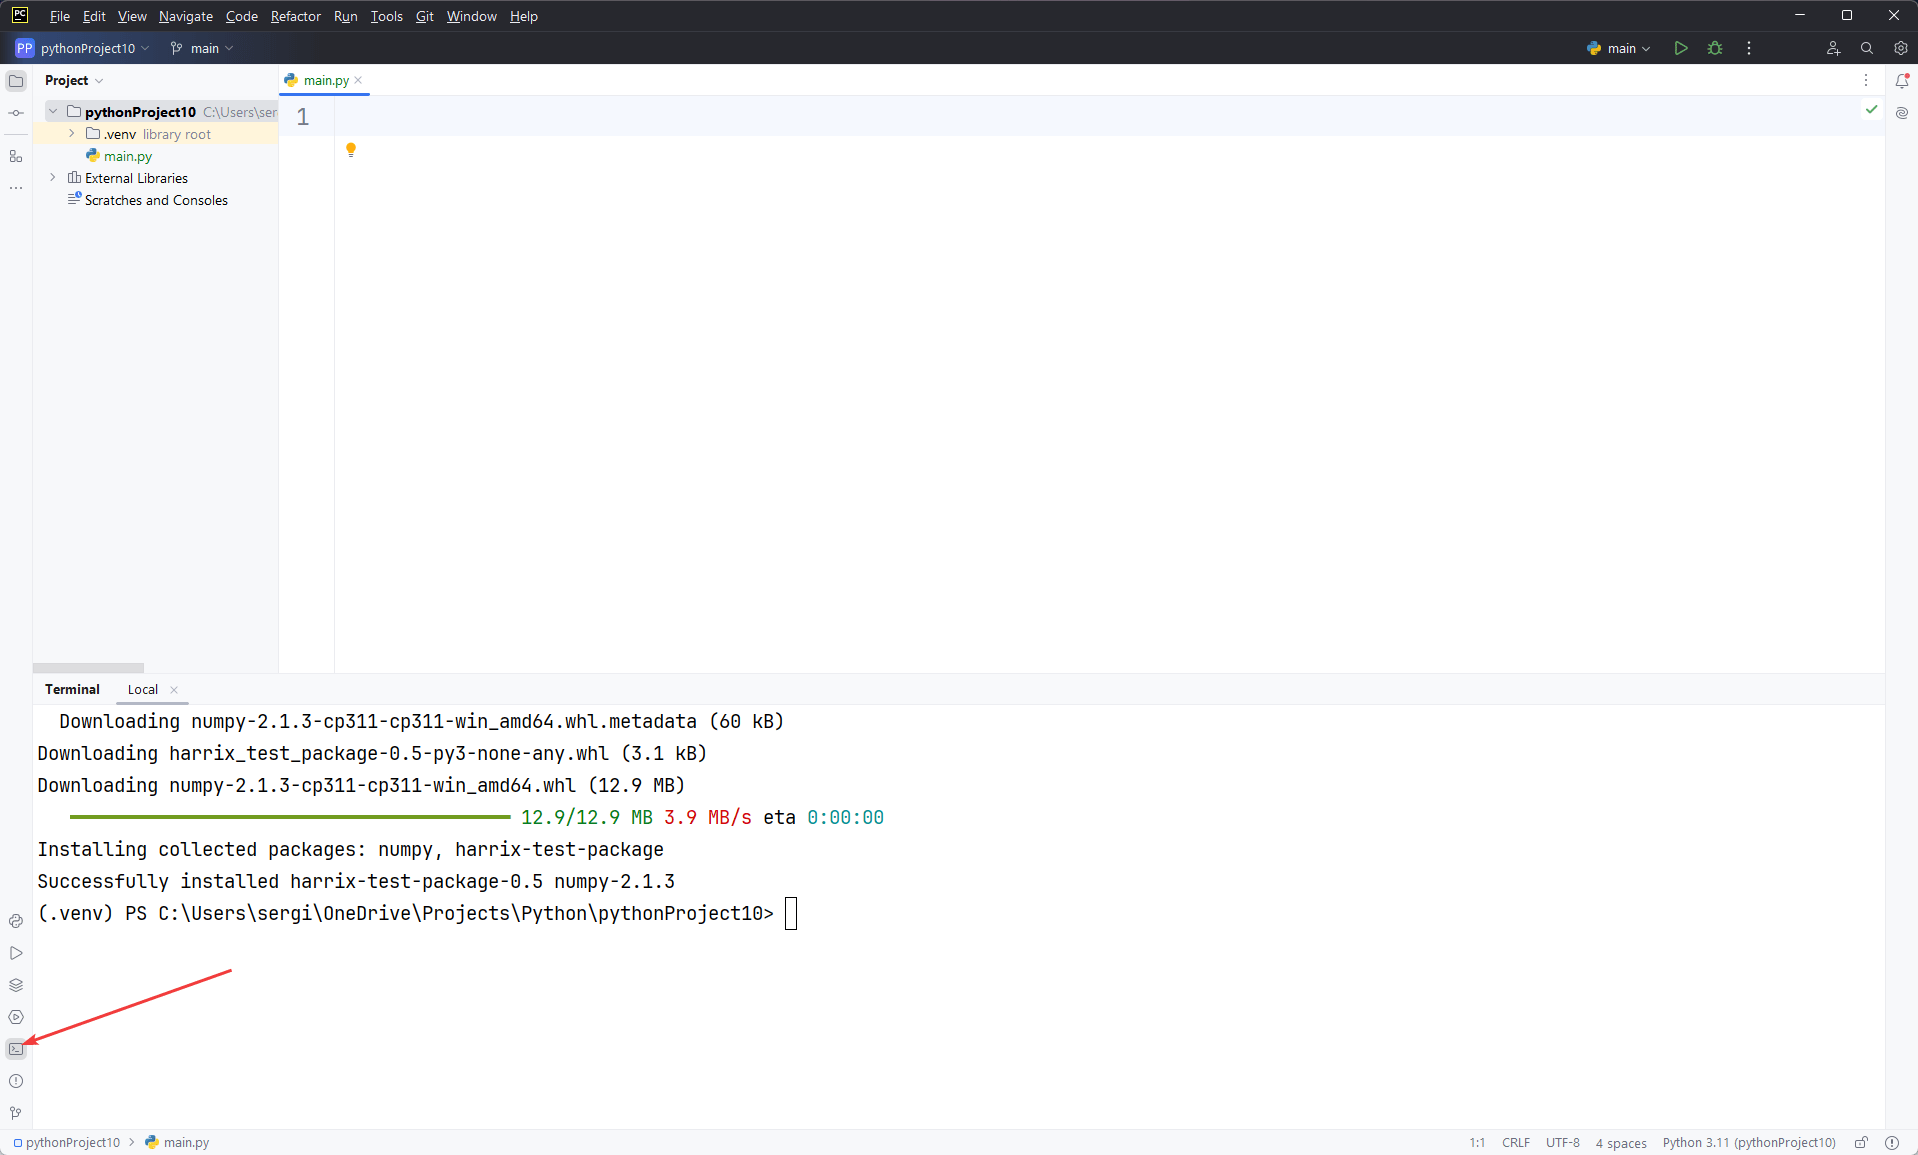 PC File Edit View Navigate Code Refactor Run Tools Git Window Help
PP pythonProject10 main main
Project main.py
pythonProject10 C:\Users\ser
1
.venv library root
main.py
External Libraries
Scratches and Consoles
Terminal Local
Downloading numpy-2.1.3-cp311-cp311-win_amd64.whl.metadata (60 kB)
Downloading harrix_test_package-0.5-py3-none-any.whl (3.1 kB)
Downloading numpy-2.1.3-cp311-cp311-win_amd64.whl (12.9 MB)
12.9/12.9 MB 3.9 MB/s eta 0:00:00
Installing collected packages: numpy, harrix-test-package
Successfully installed harrix-test-package-0.5 numpy-2.1.3
(.venv) PS C:\Users\sergi\OneDrive\Projects\Python\pythonProject10>
pythonProject10 main.py 1:1 CRLF UTF-8 4 spaces Python 3.11 (pythonProject10)